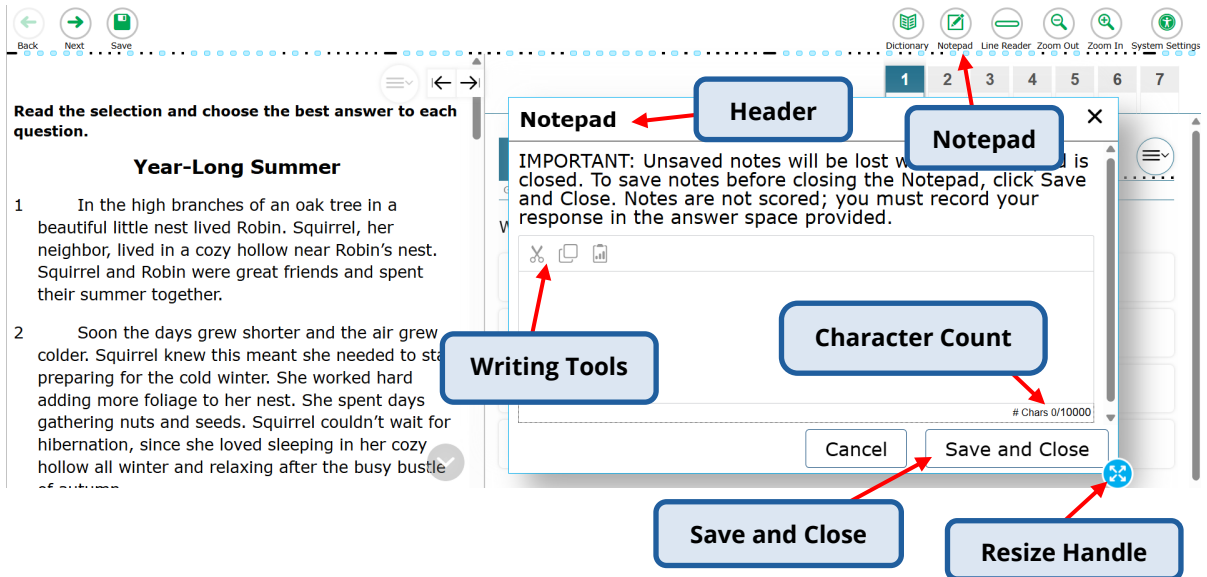 Back Next Save
Dictionary Notepad Line Reader Zoom Out Zoom In System Settings
1 2 3 4 5 6 7
Read the selection and choose the best answer to each
question.
Year-Long Summer
1 In the high branches of an oak tree in a
beautiful little nest lived Robin. Squirrel, her
neighbor, lived in a cozy hollow near Robin’s nest.
Squirrel and Robin were great friends and spent
their summer together.
2 Soon the days grew shorter and the air grew
colder. Squirrel knew this meant she needed to
preparing for the cold winter. She worked hard
adding more foliage to her nest. She spent days
gathering nuts and seeds. Squirrel couldn’t wait for
hibernation, since she loved sleeping in her cozy
hollow all winter and relaxing after the busy bustle
of autumn
Notepad
Header
Notepad
IMPORTANT: Unsaved notes will be lost is
closed. To save notes before closing the Notepad, click Save
and Close. Notes are not scored; you must record your
response in the answer space provided.
Writing Tools
Character Count
# Chars 0/10000
Cancel Save and Close
Save and Close
Resize Handle